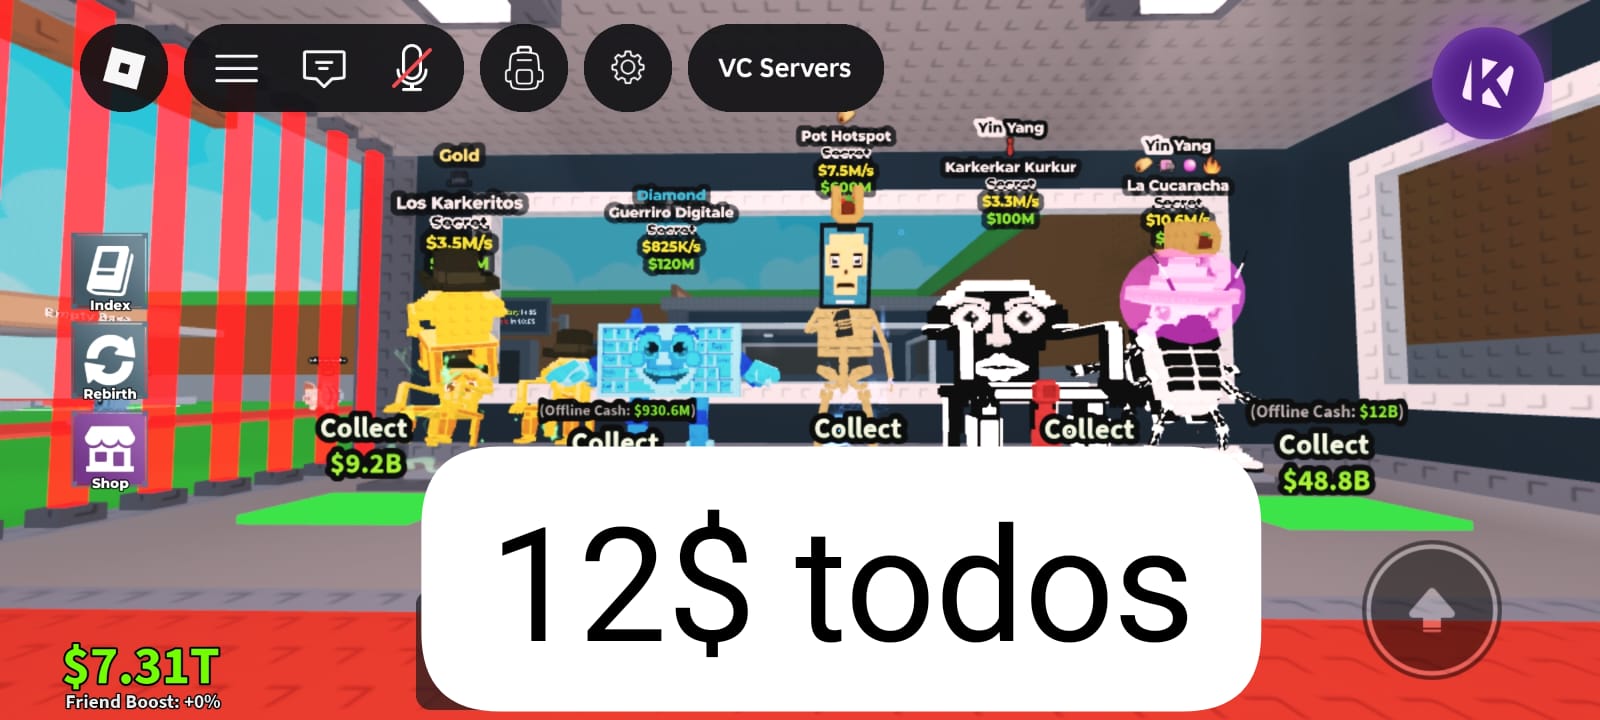 VC Servers
Gold
Los Karkeritos
Secret
$3.5M/s
Diamond
Guerriro Digitale
Secret
$825K/s
$120M
Pot Hotspot
Secret
$7.5M/s
$600M
Yin Yang
Karkerkar Kurkur
Secret
$3.3M/s
$100M
Yin Yang
La Cucaracha
Secret
$10.6M/s
Index
Rebirth
Shop
Collect
$9.2B
(Offline Cash: $930.6M)
Collect
Collect
Collect
(Offline Cash: $12B)
Collect
$48.8B
12$ todos
$7.31T
Friend Boost: +0%